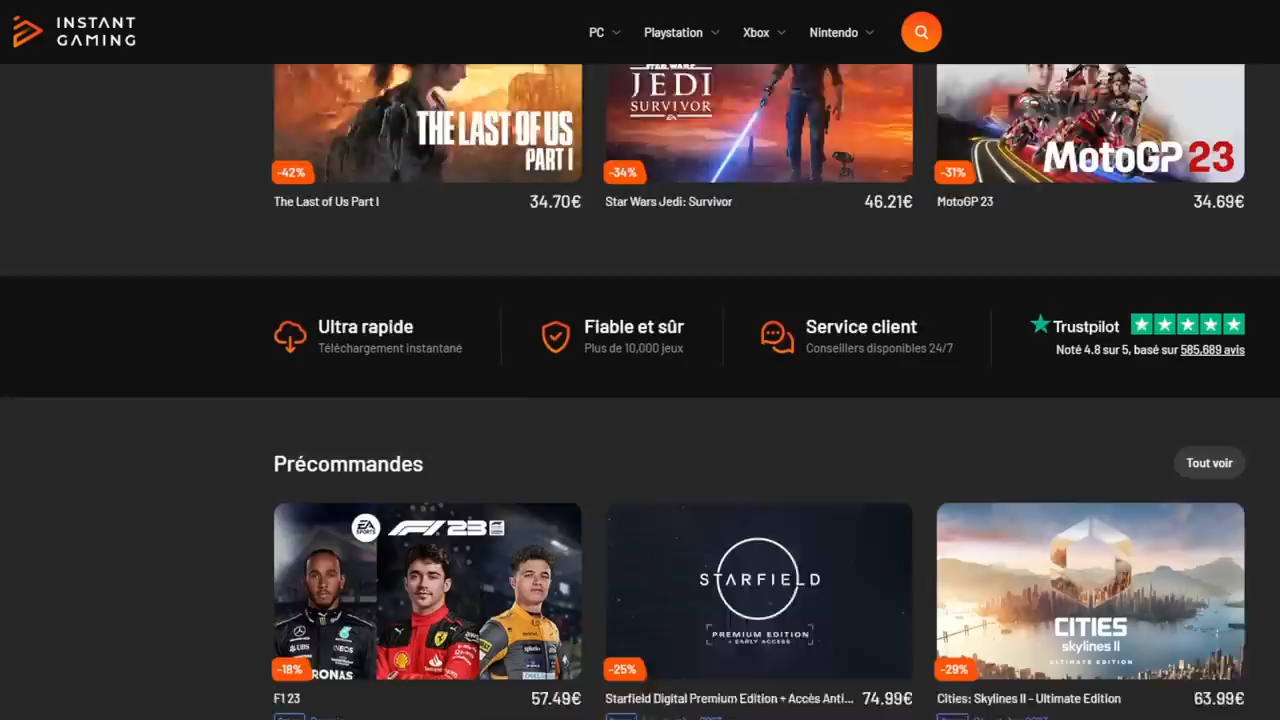 INSTANT
GAMING
PC
Playstation
Xbox
Nintendo
THE LAST OF US
PART I
-42%
The Last of Us Part I
34.70€
STAR WARS
JEDI
SURVIVOR
EA
-34%
Star Wars Jedi: Survivor
46.21€
MotoGP 23
-31%
MotoGP 23
34.69€
Ultra rapide
Téléchargement instantané
Fiable et sûr
Plus de 10,000 jeux
Service client
Conseillers disponibles 24/7
Trustpilot
Noté 4.8 sur 5, basé sur 585,689 avis
Précommandes
Tout voir
EA
SPORTS
F1 23
INEOS
-18%
F1 23
57.49€
STARFIELD
PREMIUM EDITION
+ EARLY ACCESS
-25%
Starfield Digital Premium Edition + Accès Anti...
74.99€
CITIES
skylines II
ULTIMATE EDITION
-29%
Cities: Skylines II - Ultimate Edition
63.99€